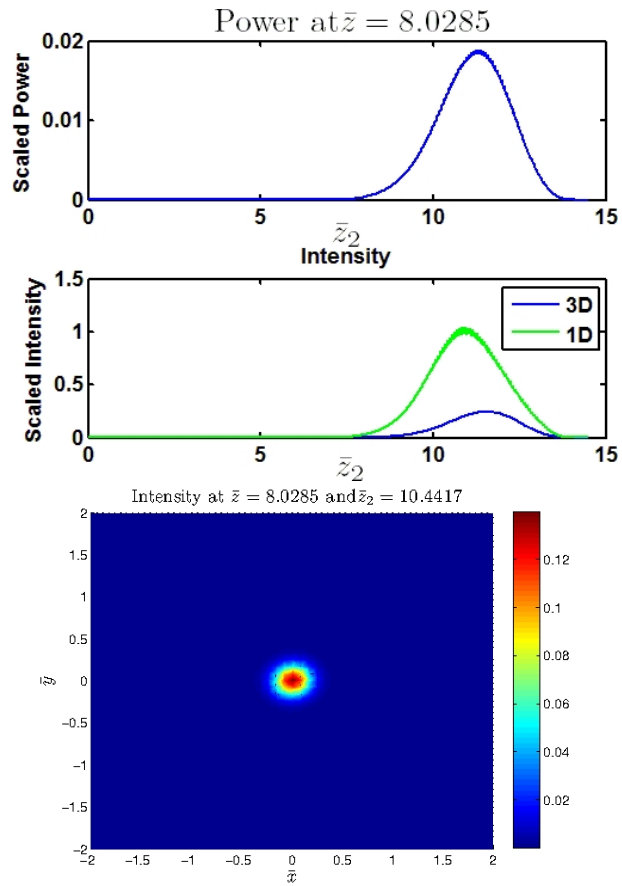 Power at z̄ = 8.0285
Scaled Power
0.02
0.01
0
0 5 10 15
z̄₂
Intensity
Scaled Intensity
1.5
1
0.5
0
3D
1D
0 5 10 15
z̄₂
Intensity at z̄ = 8.0285 and z̄₂ = 10.4417
ȳ
2
1.5
1
0.5
0
-0.5
-1
-1.5
-2
-2 -1.5 -1 -0.5 0 0.5 1 1.5 2
x̄
0.12
0.1
0.08
0.06
0.04
0.02